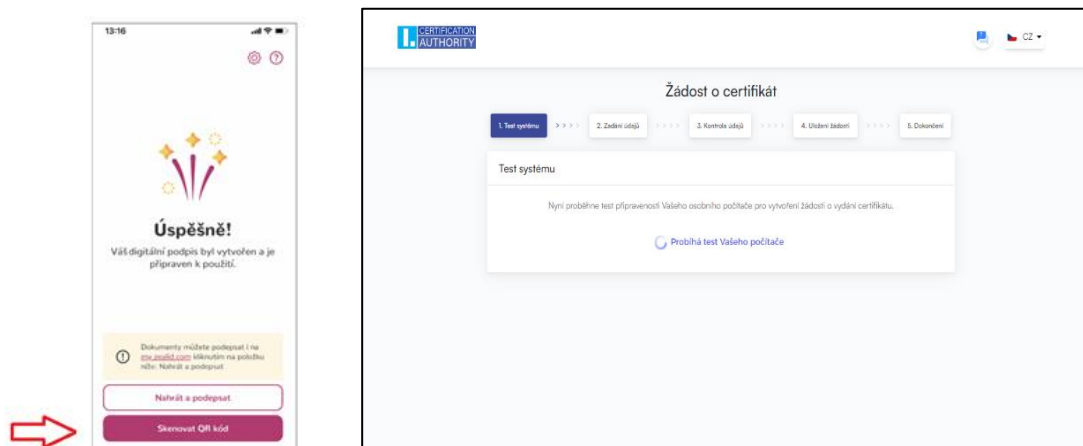 13:16
Úspěšně!
Váš digitální podpis byl vytvořen a je
připraven k použití.
Dokumenty můžete podepsat i na
my.zealid.com kliknutím na položku
níže: Nahrát a podepsat
Nahrát a podepsat
Skenovat QR kód
I. CERTIFICATION
AUTHORITY
CZ
Žádost o certifikát
1. Test systému >>>> 2. Zadání údajů >>>> 3. Kontrola údajů >>>> 4. Uložení žádosti >>>> 5. Dokončení
Test systému
Nyní proběhne test připravenosti Vašeho osobního počítače pro vytvoření žádosti o vydání certifikátu.
Probíhá test Vašeho počítače